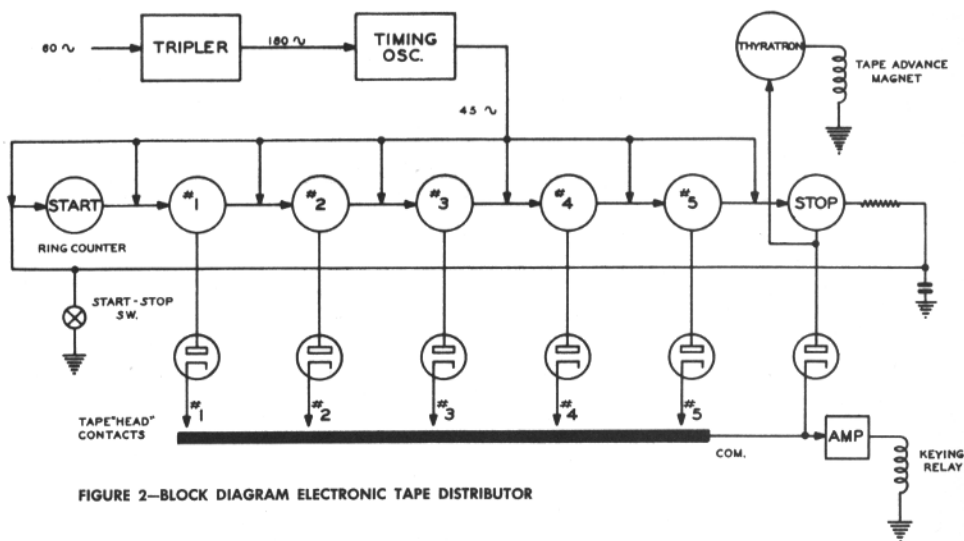 60 ~
TRIPLER
180 ~
TIMING
OSC.
THYRATRON
TAPE ADVANCE
MAGNET
45 ~
START
#1
#2
#3
#4
#5
STOP
RING COUNTER
START-STOP
SW.
#1
#2
#3
#4
#5
TAPE "HEAD"
CONTACTS
COM.
AMP
KEYING
RELAY
FIGURE 2—BLOCK DIAGRAM ELECTRONIC TAPE DISTRIBUTOR